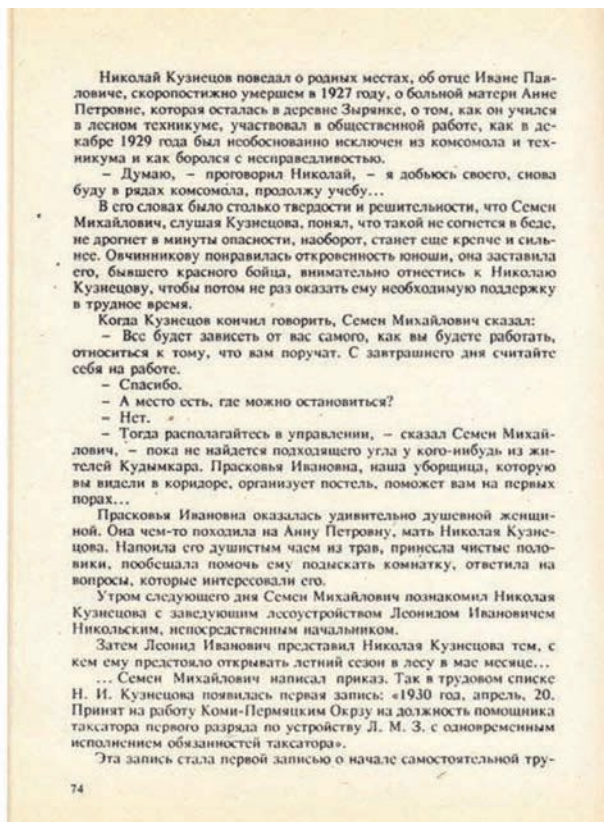 Николай Кузнецов поведал о родных местах, об отце Иване Пав-
ловиче, скоропостижно умершем в 1927 году, о больной матери Анне
Петровне, которая осталась в деревне Зырянке, о том, как он учился
в лесном техникуме, участвовал в общественной работе, как в де-
кабре 1929 года был необоснованно исключен из комсомола и тех-
никума и как боролся с несправедливостью.
– Думаю, – проговорил Николай, – я добьюсь своего, снова
буду в рядах комсомола, продолжу учебу...
В его словах было столько твердости и решительности, что Семен
Михайлович, слушая Кузнецова, понял, что такой не согнется в беде,
не дрогнет в минуты опасности, наоборот, станет еще крепче и силь-
нее. Овчинникову понравилась откровенность юноши, она заставила
его, бывшего красного бойца, внимательно отнестись к Николаю
Кузнецову, чтобы потом не раз оказать ему необходимую поддержку
в трудное время.
Когда Кузнецов кончил говорить, Семен Михайлович сказал:
– Все будет зависеть от вас самого, как вы будете работать,
относиться к тому, что вам поручат. С завтрашнего дня считайте
себя на работе.
– Спасибо.
– А место есть, где можно остановиться?
– Нет.
– Тогда располагайтесь в управлении, – сказал Семен Михай-
лович, – пока не найдется подходящего угла у кого-нибудь из жи-
телей Кудымкара. Прасковья Ивановна, наша уборщица, которую
вы видели в коридоре, организует постель, поможет вам на первых
порах...
Прасковья Ивановна оказалась удивительно душевной женщи-
ной. Она чем-то походила на Анну Петровну, мать Николая Кузне-
цова. Напоила его душистым чаем из трав, принесла чистые поло-
вики, пообещала помочь ему подыскать комнатку, ответила на
вопросы, которые интересовали его.
Утром следующего дня Семен Михайлович познакомил Николая
Кузнецова с заведующим лесоустройством Леонидом Ивановичем
Никольским, непосредственным начальником.
Затем Леонид Иванович представил Николая Кузнецова тем, с
кем ему предстояло открывать летний сезон в лесу в мае месяце...
... Семен Михайлович написал приказ. Так в трудовом списке
Н. И. Кузнецова появилась первая запись: «1930 год, апрель, 20.
Принят на работу Коми-Пермяцким Окрзу на должность помощника
таксатора первого разряда по устройству Л. М. З. с одновременным
исполнением обязанностей таксатора».
Эта запись стала первой записью о начале самостоятельной тру-
74